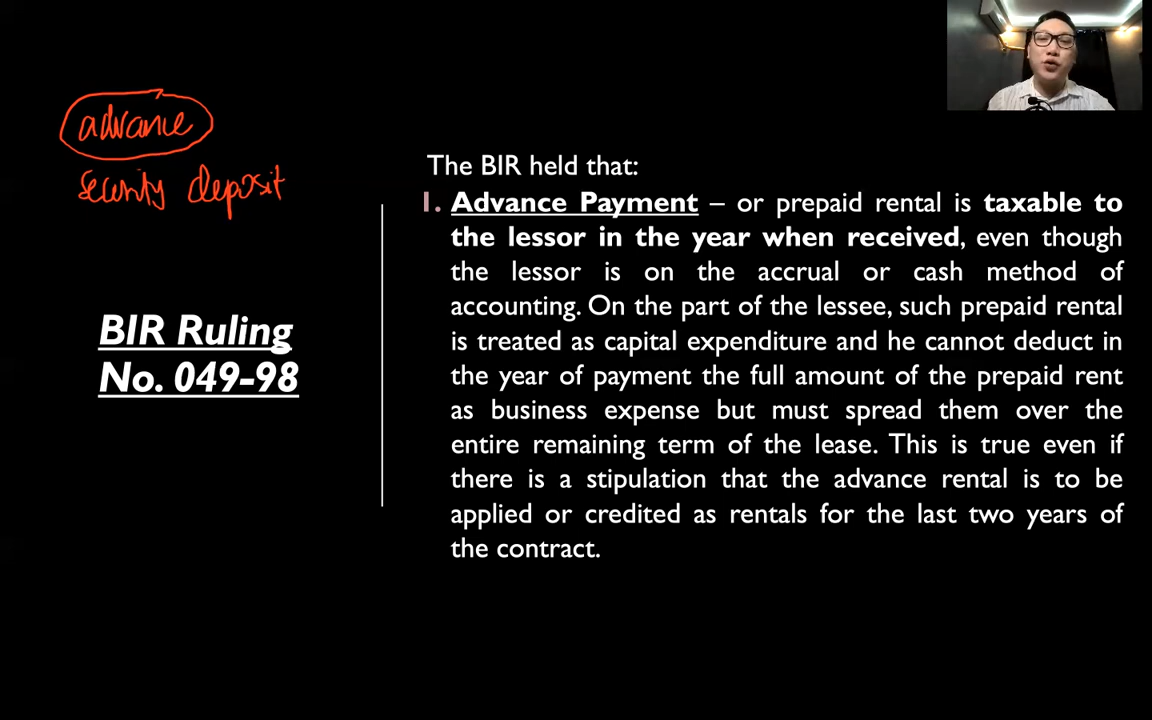 advance
security deposit
BIR Ruling
No. 049-98
The BIR held that:
1. Advance Payment – or prepaid rental is taxable to
the lessor in the year when received, even though
the lessor is on the accrual or cash method of
accounting. On the part of the lessee, such prepaid rental
is treated as capital expenditure and he cannot deduct in
the year of payment the full amount of the prepaid rent
as business expense but must spread them over the
entire remaining term of the lease. This is true even if
there is a stipulation that the advance rental is to be
applied or credited as rentals for the last two years of
the contract.